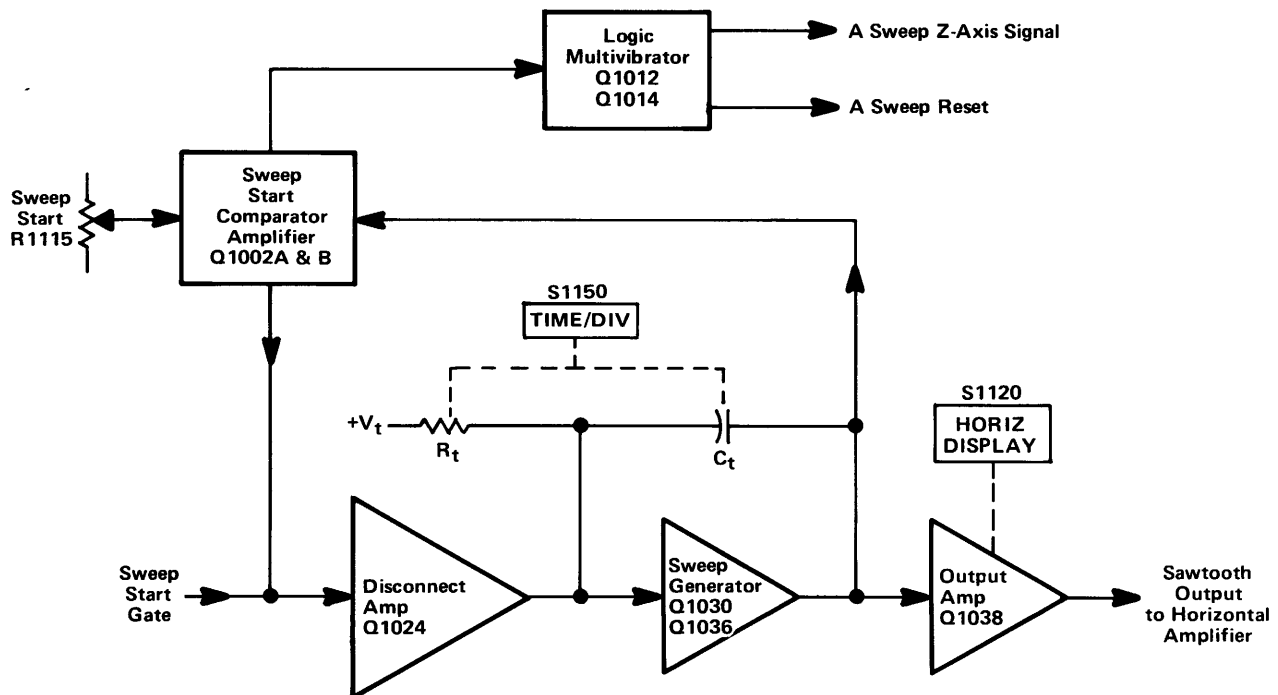 Logic
Multivibrator
Q1012
Q1014
A Sweep Z-Axis Signal
A Sweep Reset
Sweep
Start
R1115
Sweep
Start
Comparator
Amplifier
Q1002A & B
S1150
TIME/DIV
+Vt
Rt
Ct
S1120
HORIZ
DISPLAY
Sweep
Start
Gate
Disconnect
Amp
Q1024
Sweep
Generator
Q1030
Q1036
Output
Amp
Q1038
Sawtooth
Output
to Horizontal
Amplifier